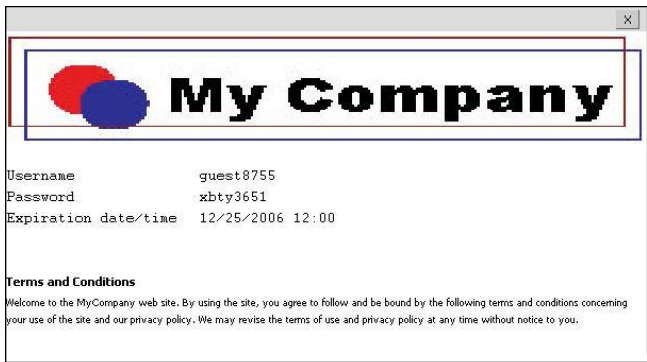 X
My Company
Username guest8755
Password xbty3651
Expiration date/time 12/25/2006 12:00
Terms and Conditions
Welcome to the MyCompany web site. By using the site, you agree to follow and be bound by the following terms and conditions concerning
your use of the site and our privacy policy. We may revise the terms of use and privacy policy at any time without notice to you.